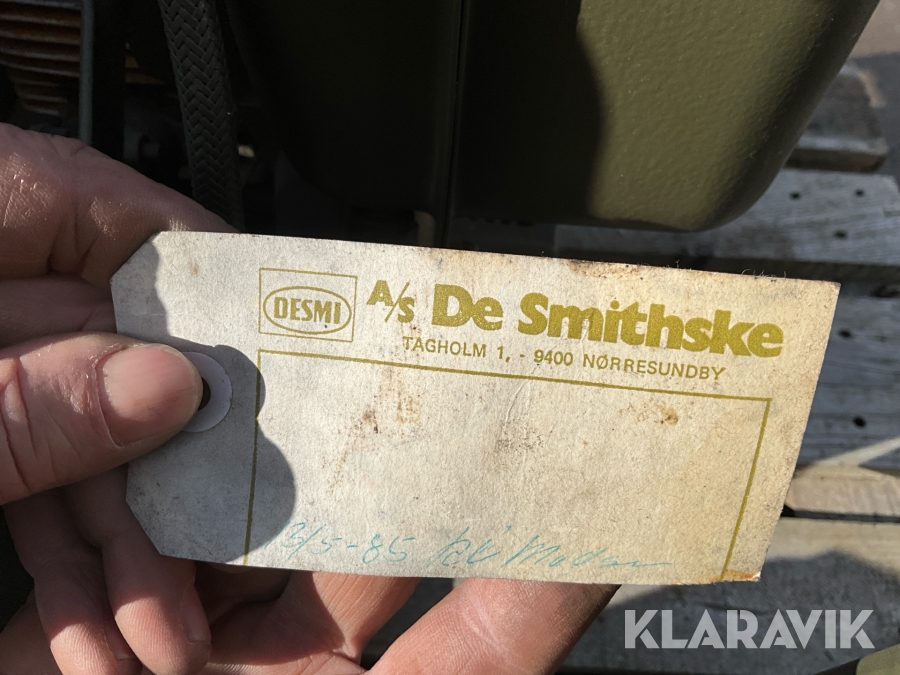 DESMI
A/S De Smithske
TAGHOLM 1, - 9400 NØRRESUNDBY
3/5-85
KLARAVIK